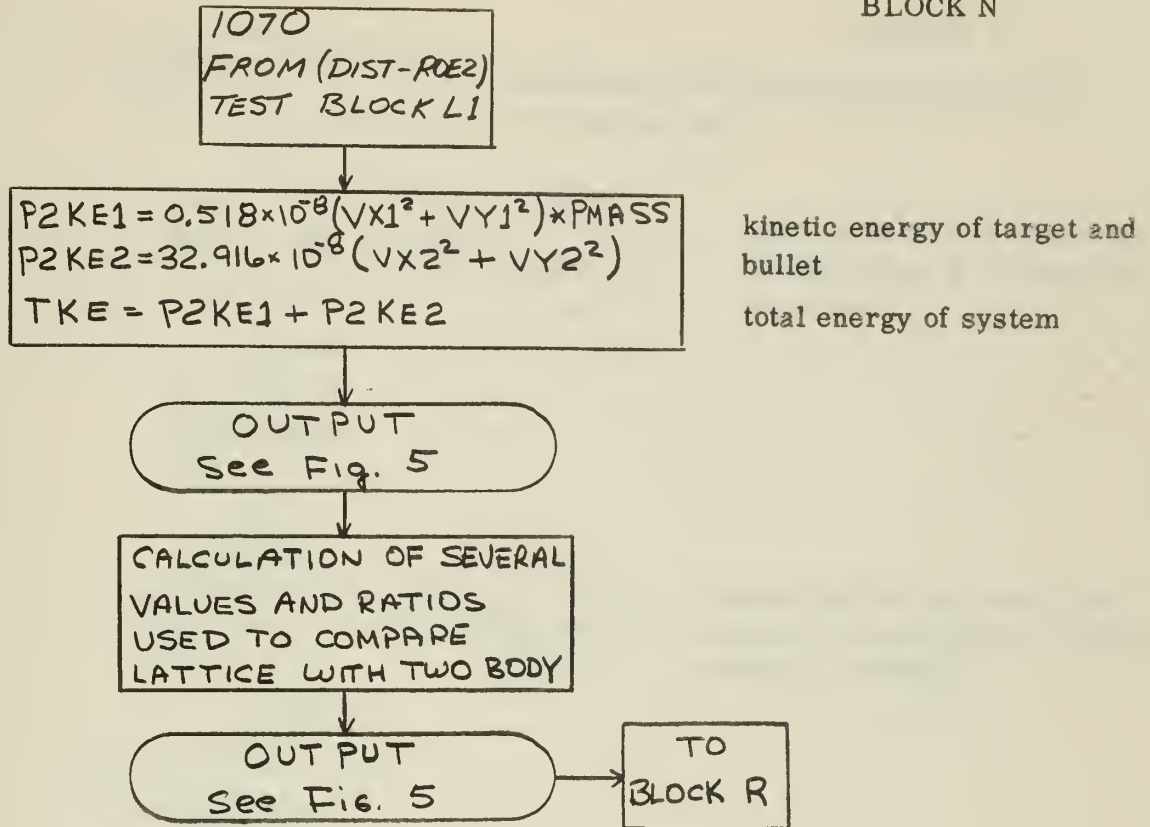 BLOCK N
1070
FROM (DIST-ROE2)
TEST BLOCK L1
P2KE1 = 0.518×10⁻⁸(VX1² + VY1²)*PMASS
P2KE2 = 32.916×10⁻⁸(VX2² + VY2²)
TKE = P2KE1 + P2KE2
kinetic energy of target and
bullet
total energy of system
OUTPUT
See Fig. 5
CALCULATION OF SEVERAL
VALUES AND RATIOS
USED TO COMPARE
LATTICE WITH TWO BODY
OUTPUT
See Fig. 5
TO
BLOCK R